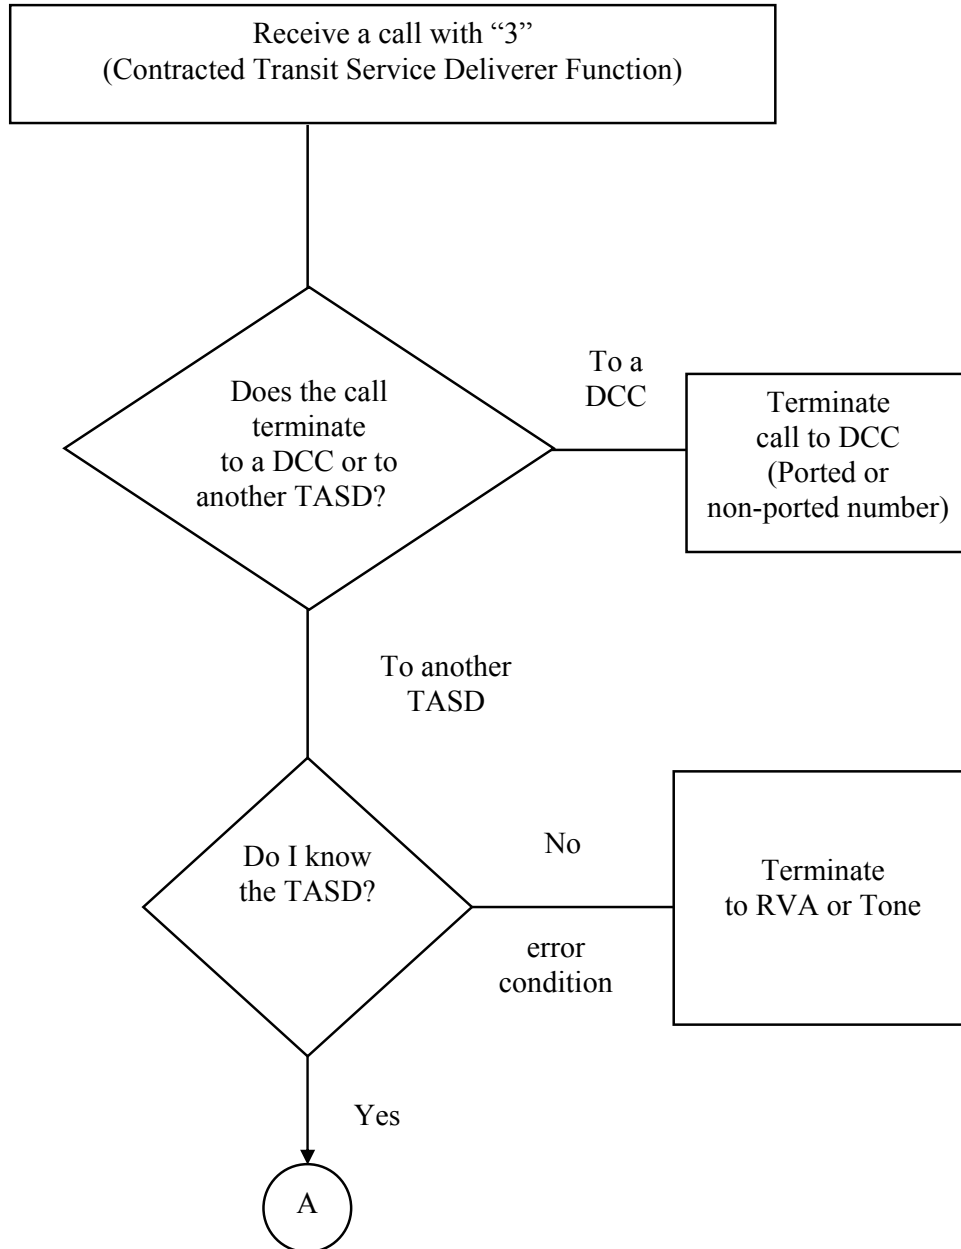 Receive a call with “3”
(Contracted Transit Service Deliverer Function)
Does the call
terminate
to a DCC or to
another TASD?
To a
DCC
Terminate
call to DCC
(Ported or
non-ported number)
To another
TASD
Do I know
the TASD?
No
error
condition
Terminate
to RVA or Tone
Yes
A